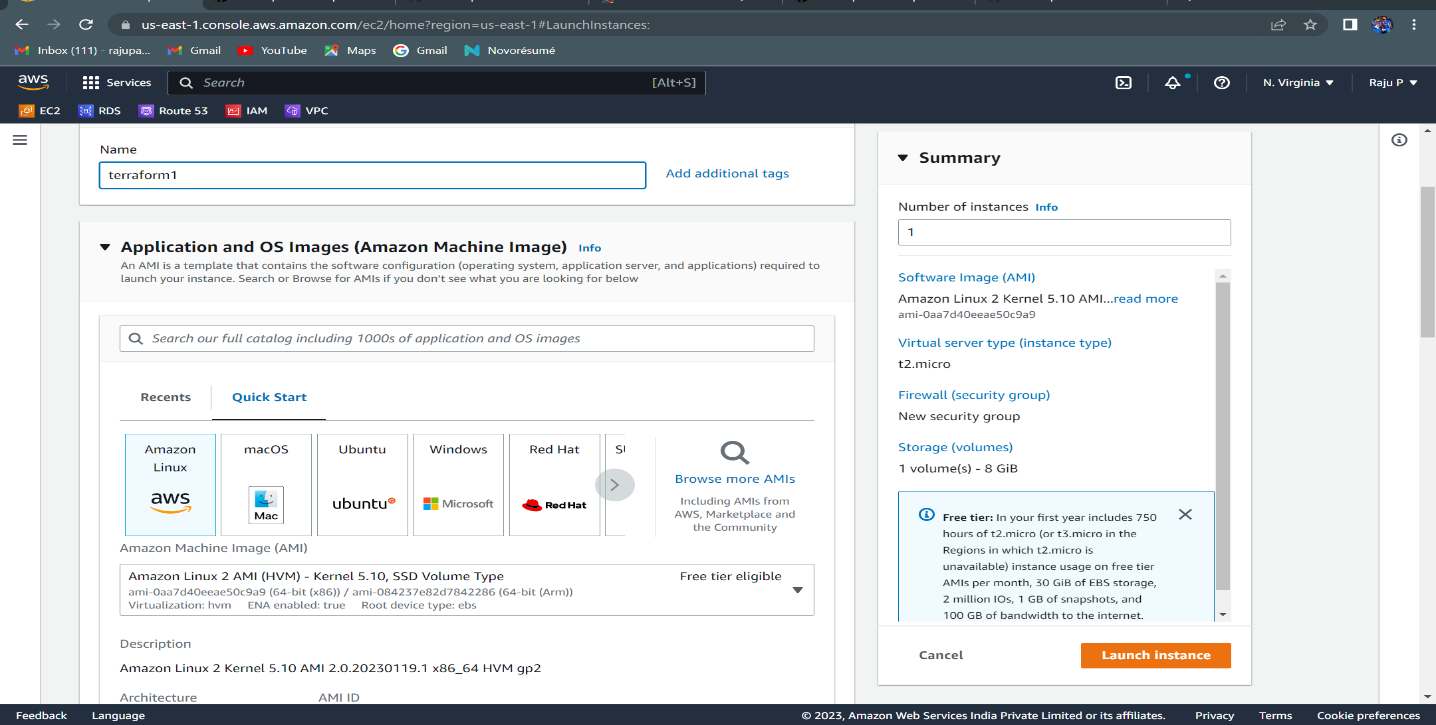 us-east-1.console.aws.amazon.com/ec2/home?region=us-east-1#LaunchInstances:
Inbox (111) - rajupa... Gmail YouTube Maps Gmail Novorésumé
aws Services Search [Alt+S] N. Virginia Raju P
EC2 RDS Route 53 IAM VPC
Name
terraform1
Add additional tags
Application and OS Images (Amazon Machine Image) Info
An AMI is a template that contains the software configuration (operating system, application server, and applications) required to
launch your instance. Search or Browse for AMIs if you don't see what you are looking for below
Search our full catalog including 1000s of application and OS images
Recents Quick Start
Amazon
Linux
aws
macOS
Mac
Ubuntu
ubuntu
Windows
Microsoft
Red Hat
Red Hat
Browse more AMIs
Including AMIs from
AWS, Marketplace and
the Community
Amazon Machine Image (AMI)
Amazon Linux 2 AMI (HVM) - Kernel 5.10, SSD Volume Type Free tier eligible
ami-0aa7d40eeae50c9a9 (64-bit (x86)) / ami-084237e82d7842286 (64-bit (Arm))
Virtualization: hvm ENA enabled: true Root device type: ebs
Description
Amazon Linux 2 Kernel 5.10 AMI 2.0.20230119.1 x86_64 HVM gp2
Architecture AMI ID
Summary
Number of instances Info
1
Software Image (AMI)
Amazon Linux 2 Kernel 5.10 AMI...read more
ami-0aa7d40eeae50c9a9
Virtual server type (instance type)
t2.micro
Firewall (security group)
New security group
Storage (volumes)
1 volume(s) - 8 GiB
Free tier: In your first year includes 750
hours of t2.micro (or t3.micro in the
Regions in which t2.micro is
unavailable) instance usage on free tier
AMIs per month, 30 GiB of EBS storage,
2 million IOs, 1 GB of snapshots, and
100 GB of bandwidth to the internet.
Cancel Launch instance
Feedback Language © 2023, Amazon Web Services India Private Limited or its affiliates. Privacy Terms Cookie preferences